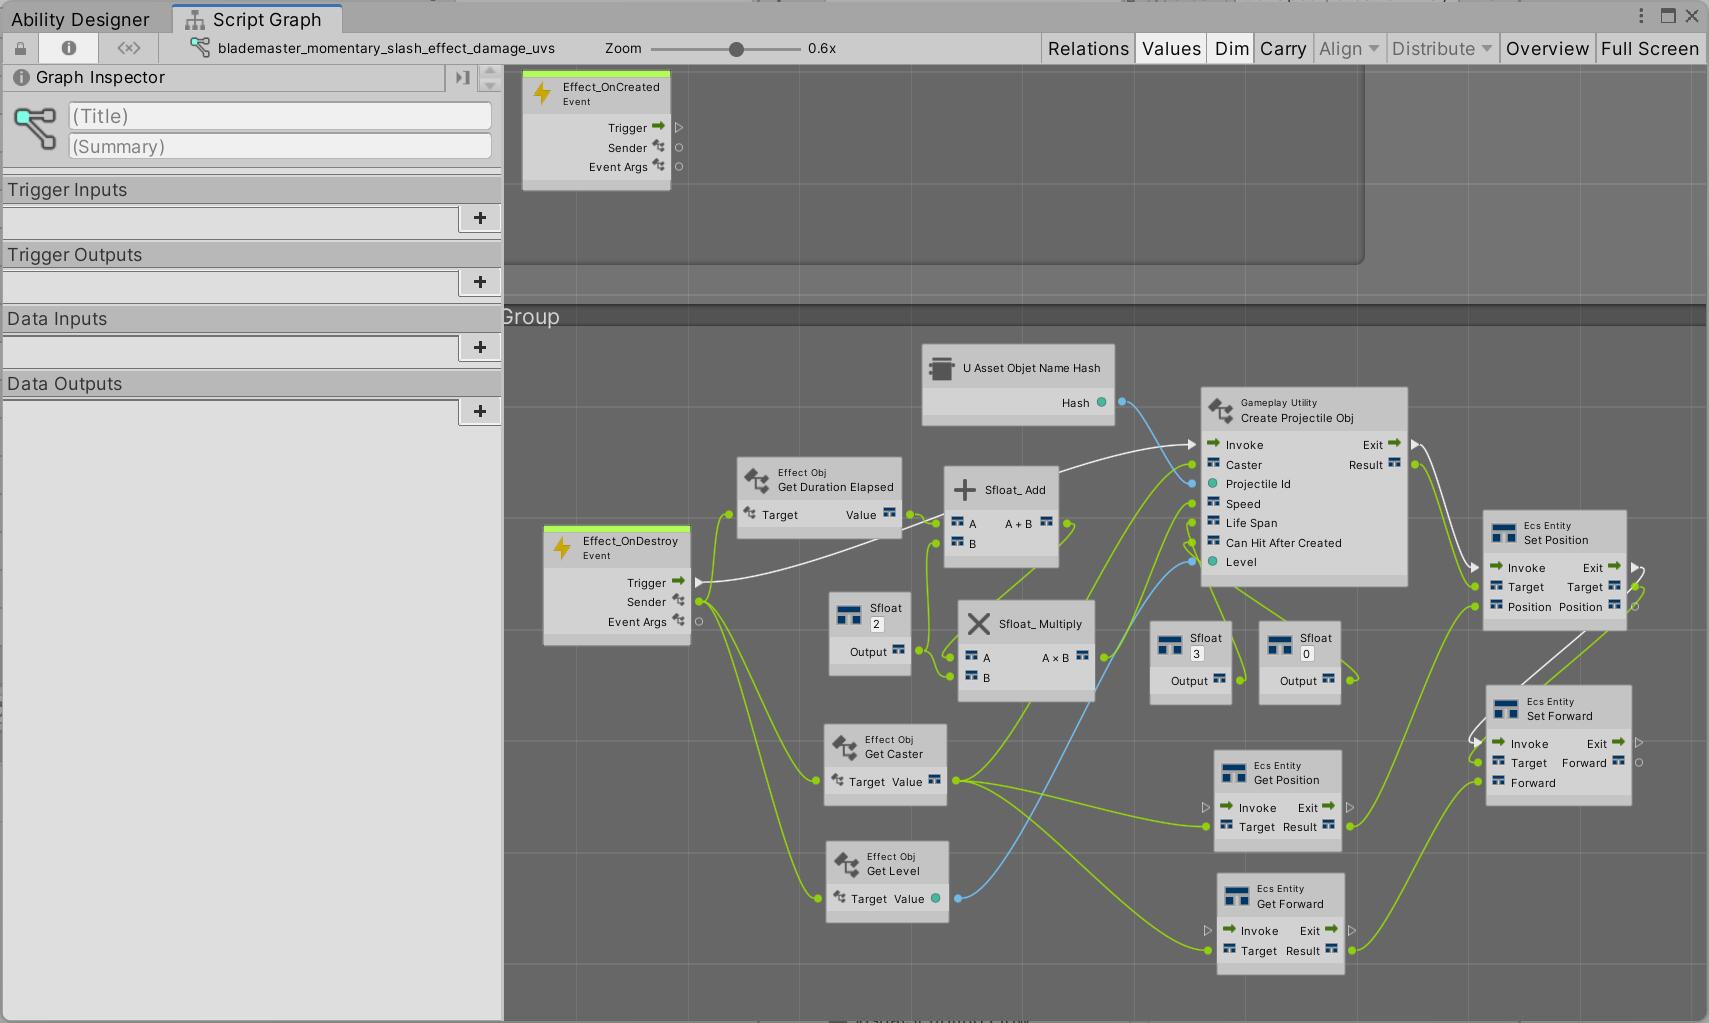 Ability Designer
Script Graph
blademaster_momentary_slash_effect_damage_uvs
Zoom
0.6x
Relations
Values
Dim
Carry
Align
Distribute
Overview
Full Screen
Graph Inspector
(Title)
(Summary)
Trigger Inputs
Trigger Outputs
Data Inputs
Data Outputs
Effect_OnCreated
Event
Trigger
Sender
Event Args
Group
U Asset Objet Name Hash
Hash
Gameplay Utility
Create Projectile Obj
Invoke Exit
Caster Result
Projectile Id
Speed
Life Span
Can Hit After Created
Level
Effect Obj
Get Duration Elapsed
Target Value
Sfloat_ Add
A A + B
B
Effect_OnDestroy
Event
Trigger
Sender
Event Args
Ecs Entity
Set Position
Invoke Exit
Target Target
Position Position
Sfloat
2
Output
Sfloat_ Multiply
A A × B
B
Sfloat
3
Output
Sfloat
0
Output
Ecs Entity
Set Forward
Invoke Exit
Target Forward
Forward
Effect Obj
Get Caster
Target Value
Ecs Entity
Get Position
Invoke Exit
Target Result
Effect Obj
Get Level
Target Value
Ecs Entity
Get Forward
Invoke Exit
Target Result